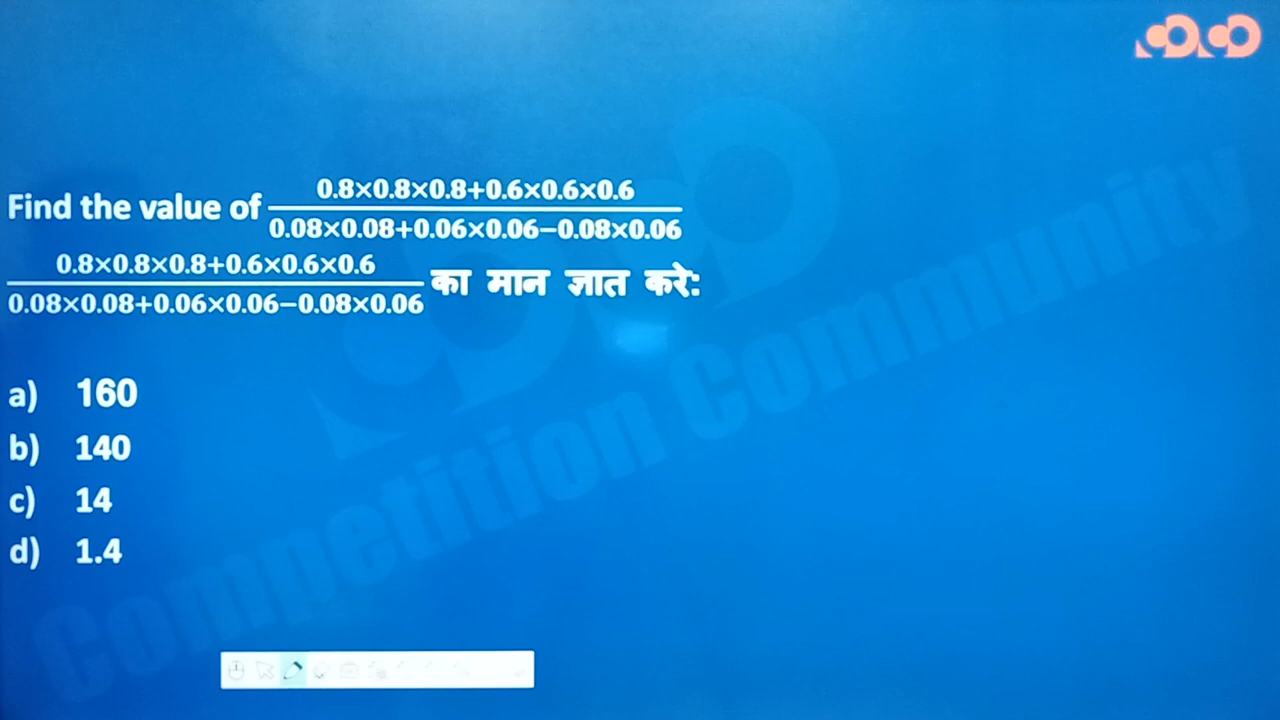 Find the value of 0.8×0.8×0.8+0.6×0.6×0.6 / 0.08×0.08+0.06×0.06−0.08×0.06
0.8×0.8×0.8+0.6×0.6×0.6 / 0.08×0.08+0.06×0.06−0.08×0.06 का मान ज्ञात करे:
a) 160
b) 140
c) 14
d) 1.4
Competition Community